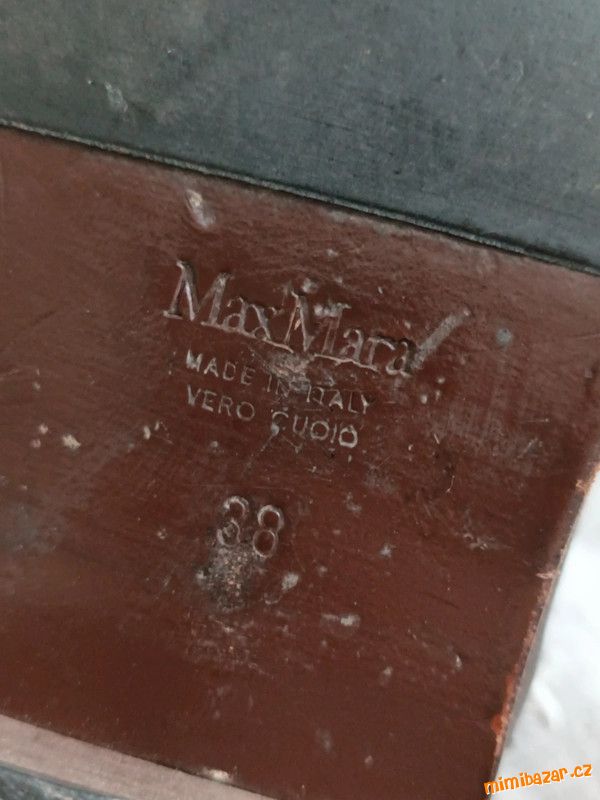 MaxMara
MADE IN ITALY
VERO CUOIO
38
mimibazar.cz